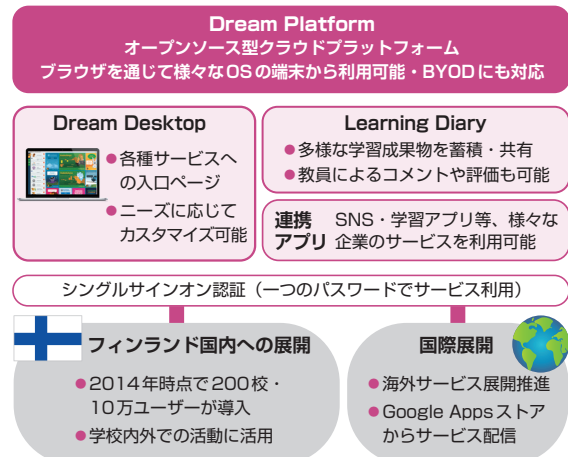 Dream Platform
オープンソース型クラウドプラットフォーム
ブラウザを通じて様々なOSの端末から利用可能・BYODにも対応
Dream Desktop
●各種サービスへ
の入口ページ
●ニーズに応じて
カスタマイズ可能
Learning Diary
●多様な学習成果物を蓄積・共有
●教員によるコメントや評価も可能
連携 SNS・学習アプリ等、様々な
アプリ 企業のサービスを利用可能
シングルサインオン認証（一つのパスワードでサービス利用）
フィンランド国内への展開
●2014年時点で200校・
10万ユーザーが導入
●学校内外での活動に活用
国際展開
●海外サービス展開推進
●Google Appsストア
からサービス配信